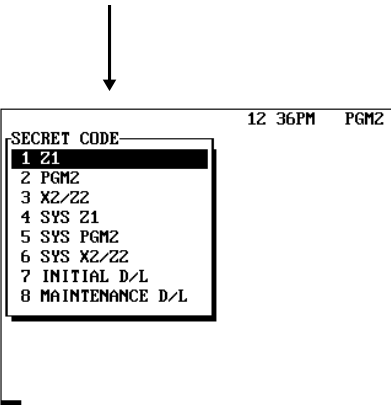 12 36PM PGM2
SECRET CODE
1 Z1
2 PGM2
3 X2/Z2
4 SYS Z1
5 SYS PGM2
6 SYS X2/Z2
7 INITIAL D/L
8 MAINTENANCE D/L